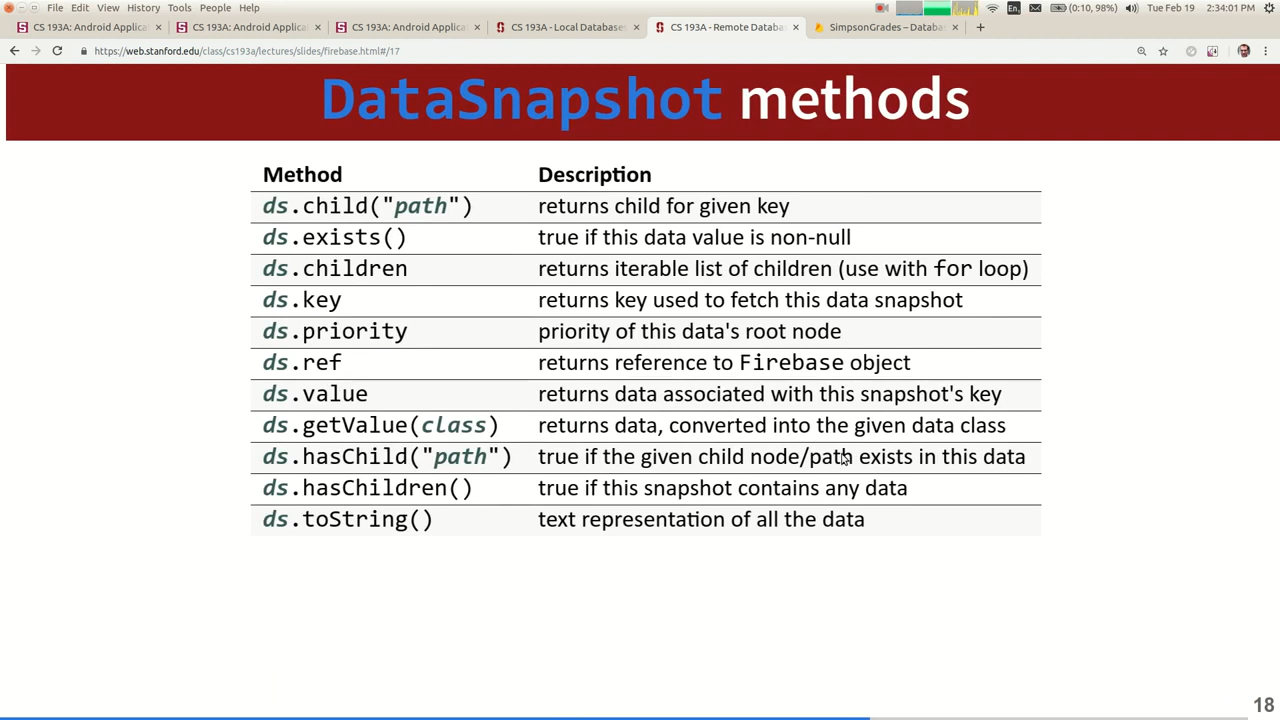 File Edit View History Tools People Help
En (0:10, 98%) Tue Feb 19 2:34:01 PM
CS 193A: Android Applica × CS 193A: Android Applica × CS 193A: Android Applica × CS 193A - Local Databases × CS 193A - Remote Databa × SimpsonGrades – Databa ×
https://web.stanford.edu/class/cs193a/lectures/slides/firebase.html#/17
DataSnapshot methods
Method Description
ds.child("path") returns child for given key
ds.exists() true if this data value is non-null
ds.children returns iterable list of children (use with for loop)
ds.key returns key used to fetch this data snapshot
ds.priority priority of this data's root node
ds.ref returns reference to Firebase object
ds.value returns data associated with this snapshot's key
ds.getValue(class) returns data, converted into the given data class
ds.hasChild("path") true if the given child node/path exists in this data
ds.hasChildren() true if this snapshot contains any data
ds.toString() text representation of all the data
18